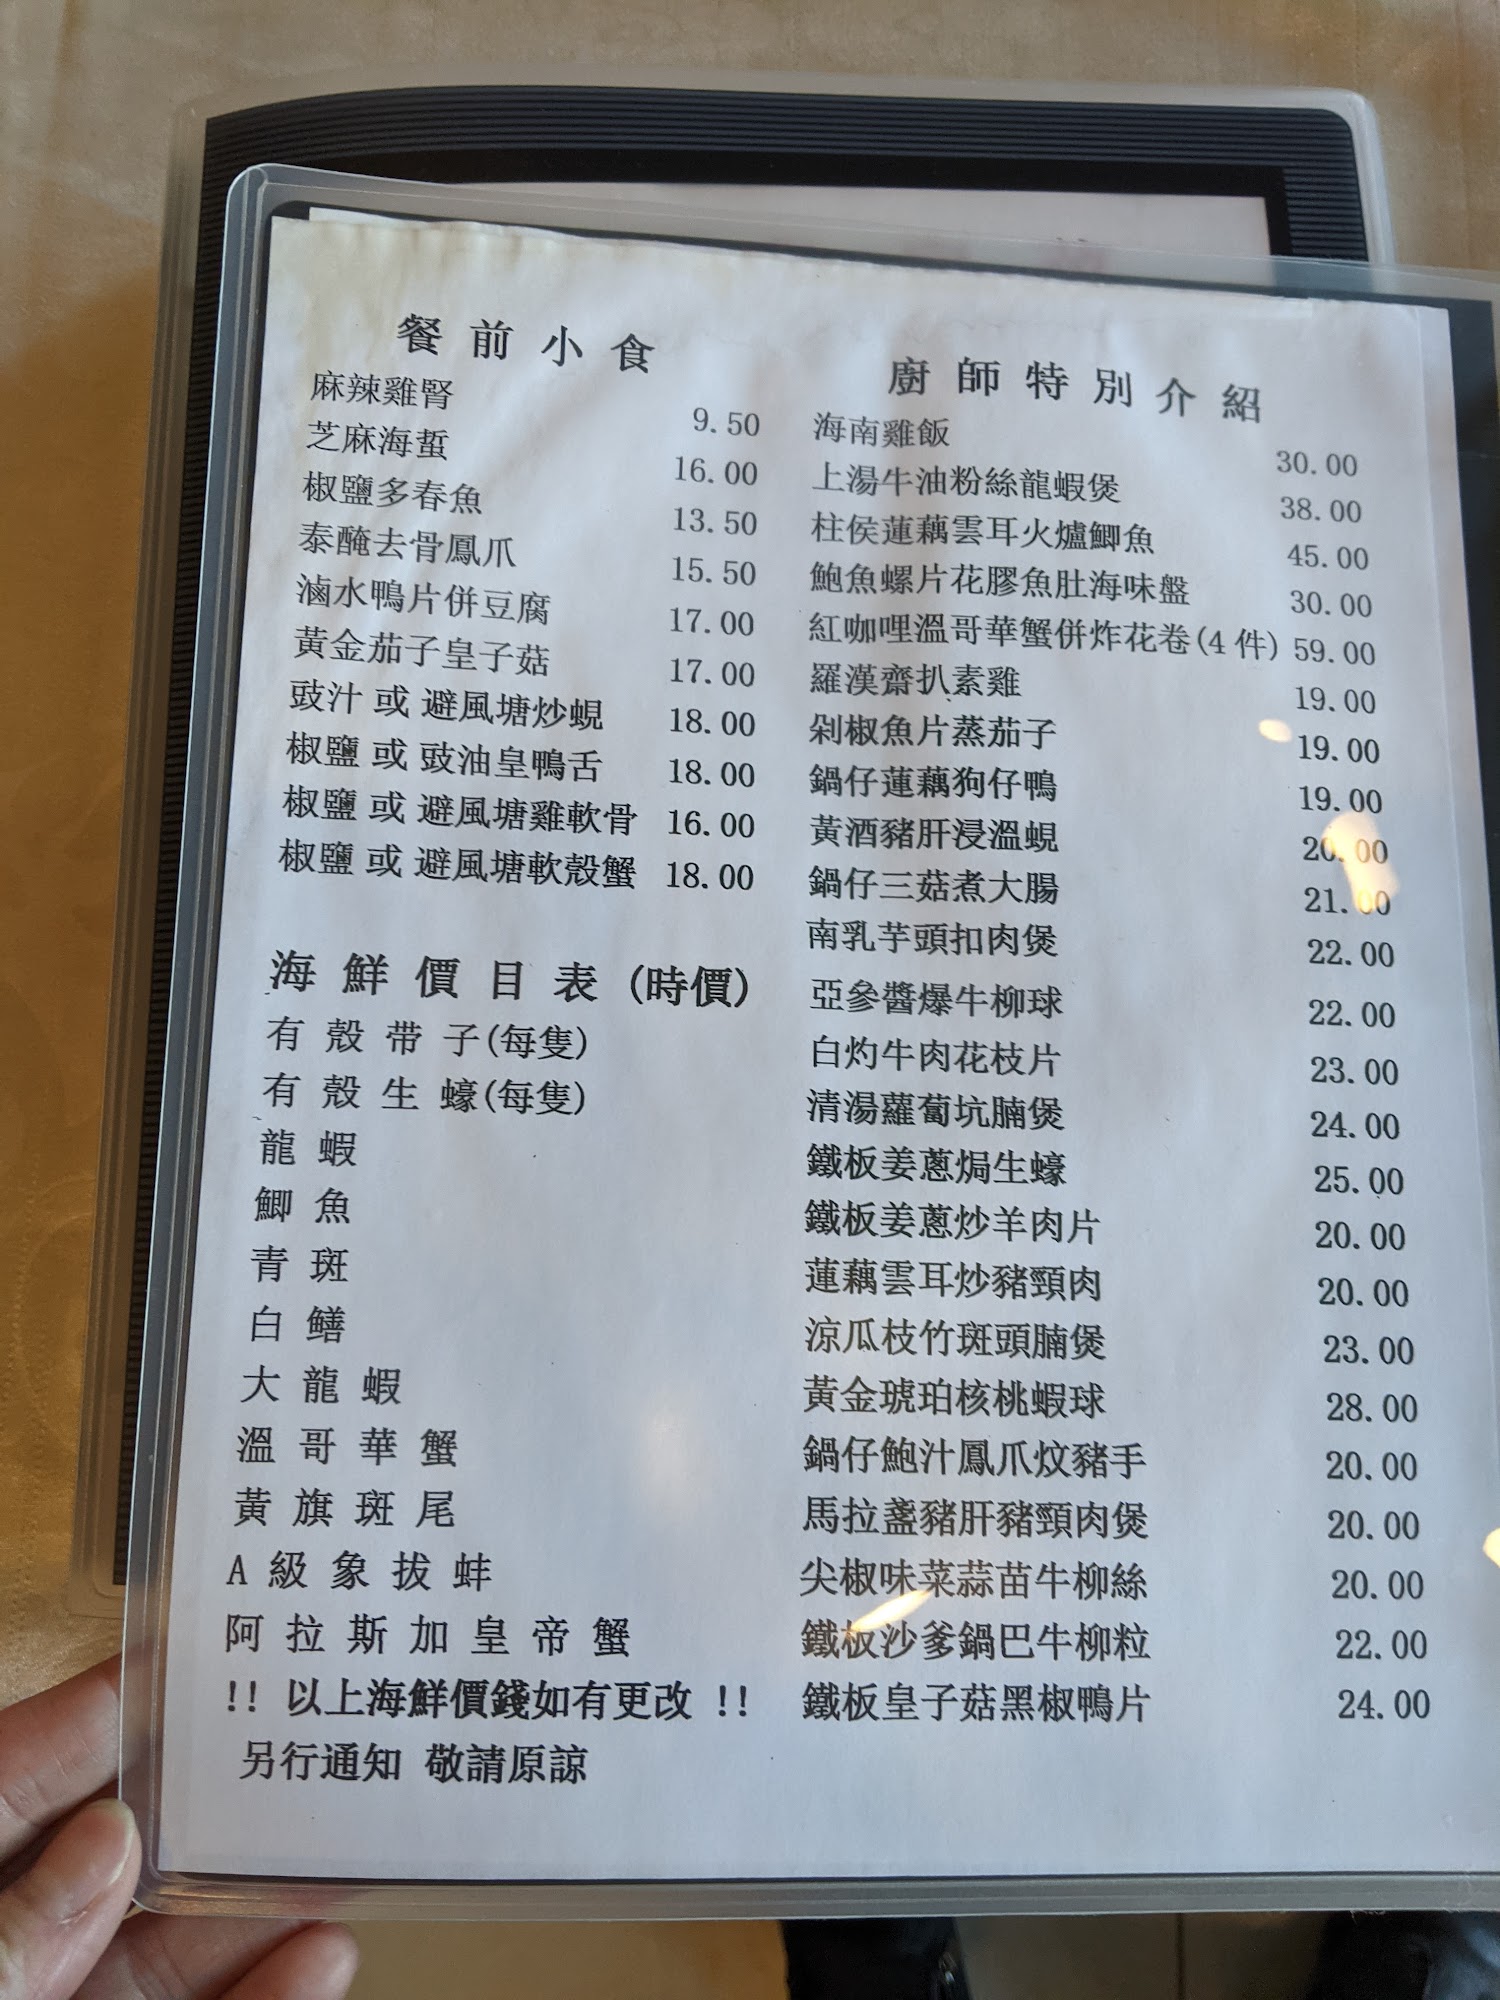 餐前小食
麻辣雞腎 9.50
芝麻海蜇 16.00
椒鹽多春魚 13.50
泰醃去骨鳳爪 15.50
滷水鴨片併豆腐 17.00
黃金茄子皇子菇 17.00
豉汁 或 避風塘炒蜆 18.00
椒鹽 或 豉油皇鴨舌 18.00
椒鹽 或 避風塘雞軟骨 16.00
椒鹽 或 避風塘軟殼蟹 18.00
海鮮價目表(時價)
有殼帶子(每隻)
有殼生蠔(每隻)
龍蝦
鯽魚
青斑
白鱔
大龍蝦
溫哥華蟹
黃旗斑尾
A級象拔蚌
阿拉斯加皇帝蟹
!! 以上海鮮價錢如有更改 !!
另行通知 敬請原諒
廚師特別介紹
海南雞飯 30.00
上湯牛油粉絲龍蝦煲 38.00
柱侯蓮藕雲耳火爐鯽魚 45.00
鮑魚螺片花膠魚肚海味盤 30.00
紅咖哩溫哥華蟹併炸花卷(4件) 59.00
羅漢齋扒素雞 19.00
剁椒魚片蒸茄子 19.00
鍋仔蓮藕狗仔鴨 19.00
黃酒豬肝浸溫蜆 20.00
鍋仔三菇煮大腸 21.00
南乳芋頭扣肉煲 22.00
亞參醬爆牛柳球 22.00
白灼牛肉花枝片 23.00
清湯蘿蔔坑腩煲 24.00
鐵板姜蔥焗生蠔 25.00
鐵板姜蔥炒羊肉片 20.00
蓮藕雲耳炒豬頸肉 20.00
涼瓜枝竹斑頭腩煲 23.00
黃金琥珀核桃蝦球 28.00
鍋仔鮑汁鳳爪炆豬手 20.00
馬拉盞豬肝豬頸肉煲 20.00
尖椒味菜蒜苗牛柳絲 20.00
鐵板沙爹鍋巴牛柳粒 22.00
鐵板皇子菇黑椒鴨片 24.00